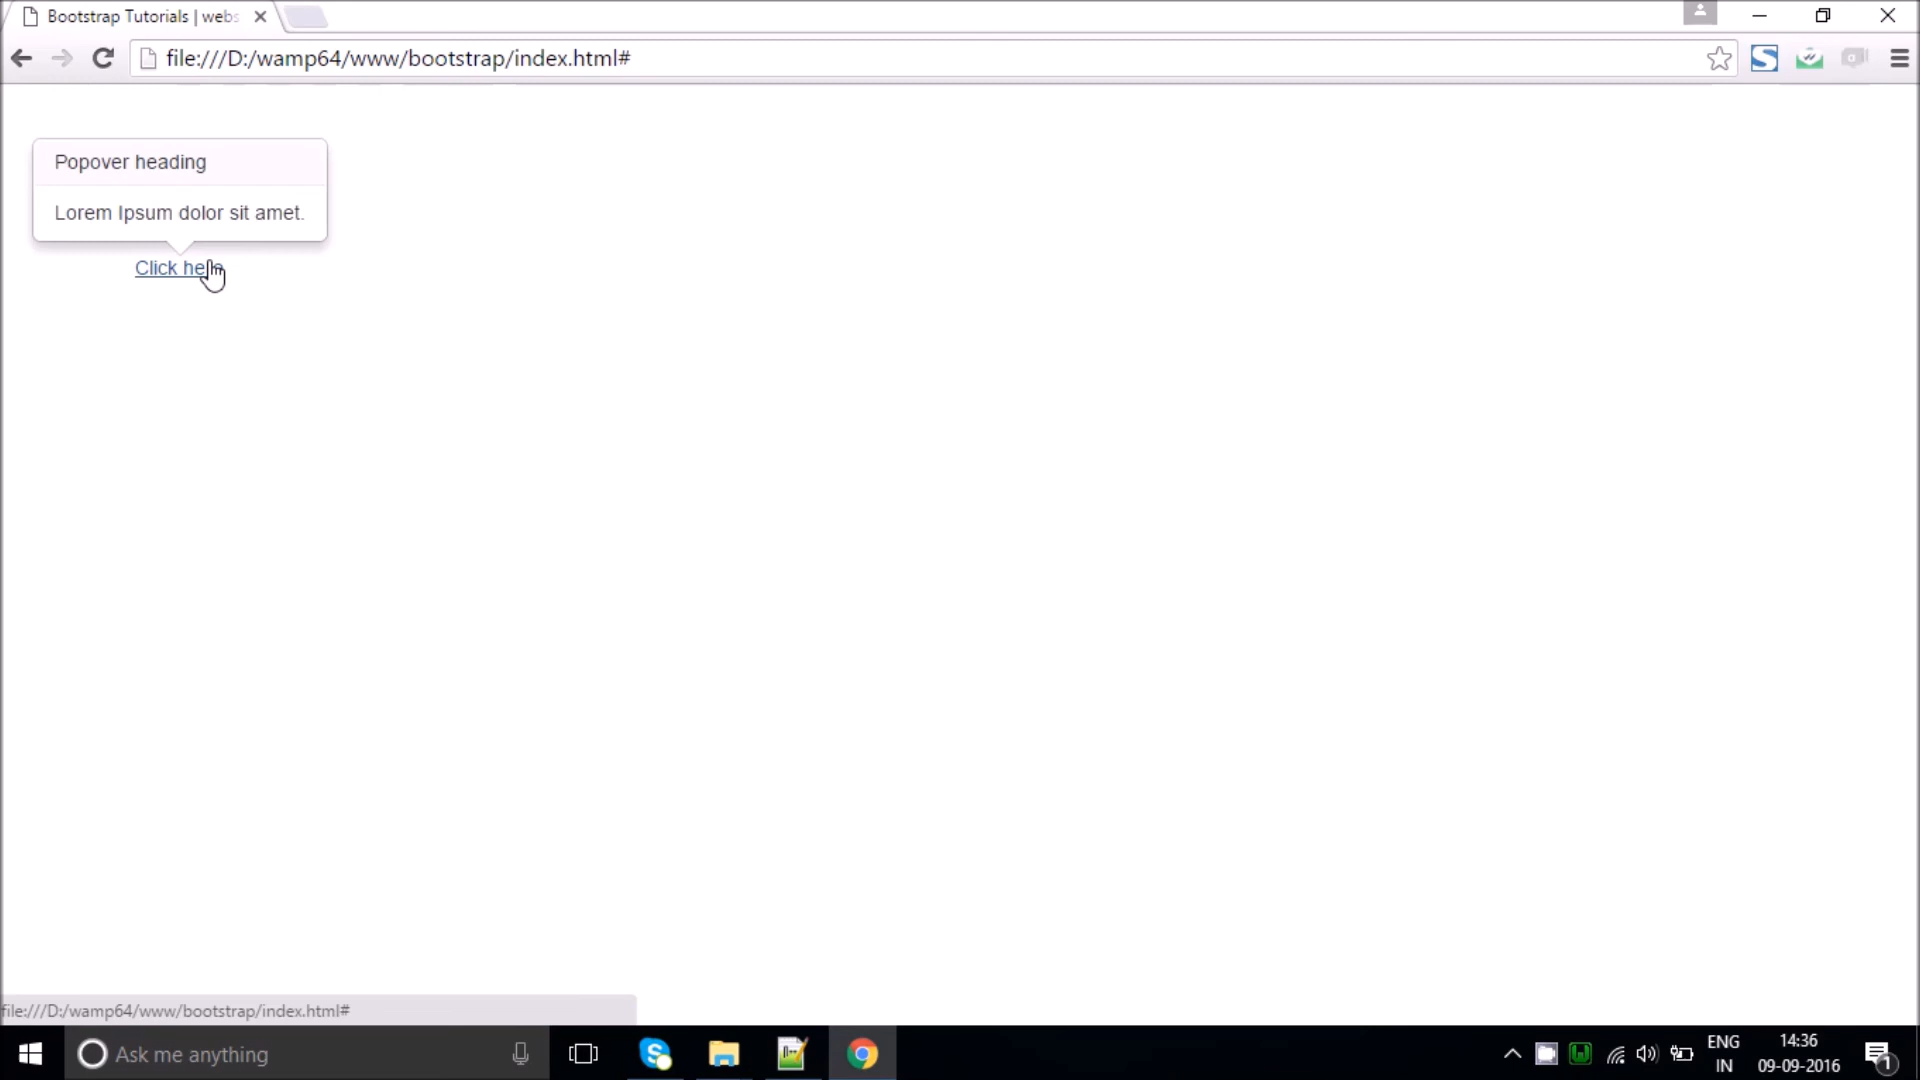 Bootstrap Tutorials | webs
file:///D:/wamp64/www/bootstrap/index.html#
Popover heading
Lorem Ipsum dolor sit amet.
Click
file:///D:/wamp64/www/bootstrap/index.html#
Ask me anything
ENG
IN
14:36
09-09-2016
1